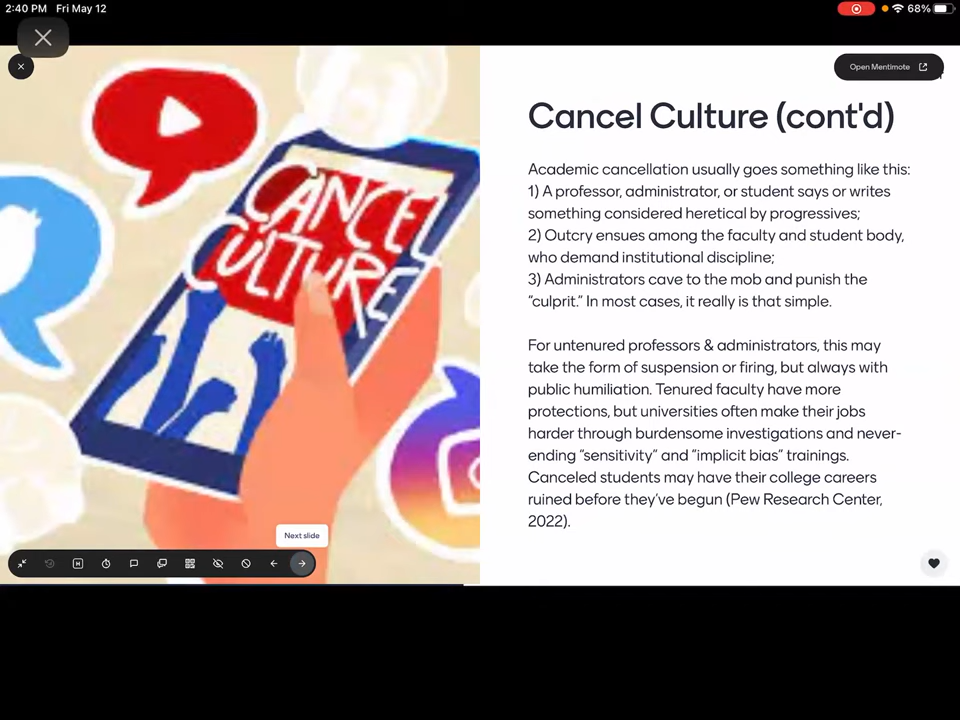 2:40 PM Fri May 12
68%
Open Mentimote
CANCEL
CULTURE
Cancel Culture (cont'd)
Academic cancellation usually goes something like this:
1) A professor, administrator, or student says or writes
something considered heretical by progressives;
2) Outcry ensues among the faculty and student body,
who demand institutional discipline;
3) Administrators cave to the mob and punish the
“culprit.” In most cases, it really is that simple.
For untenured professors & administrators, this may
take the form of suspension or firing, but always with
public humiliation. Tenured faculty have more
protections, but universities often make their jobs
harder through burdensome investigations and never-
ending “sensitivity” and “implicit bias” trainings.
Canceled students may have their college careers
ruined before they've begun (Pew Research Center,
2022).
Next slide